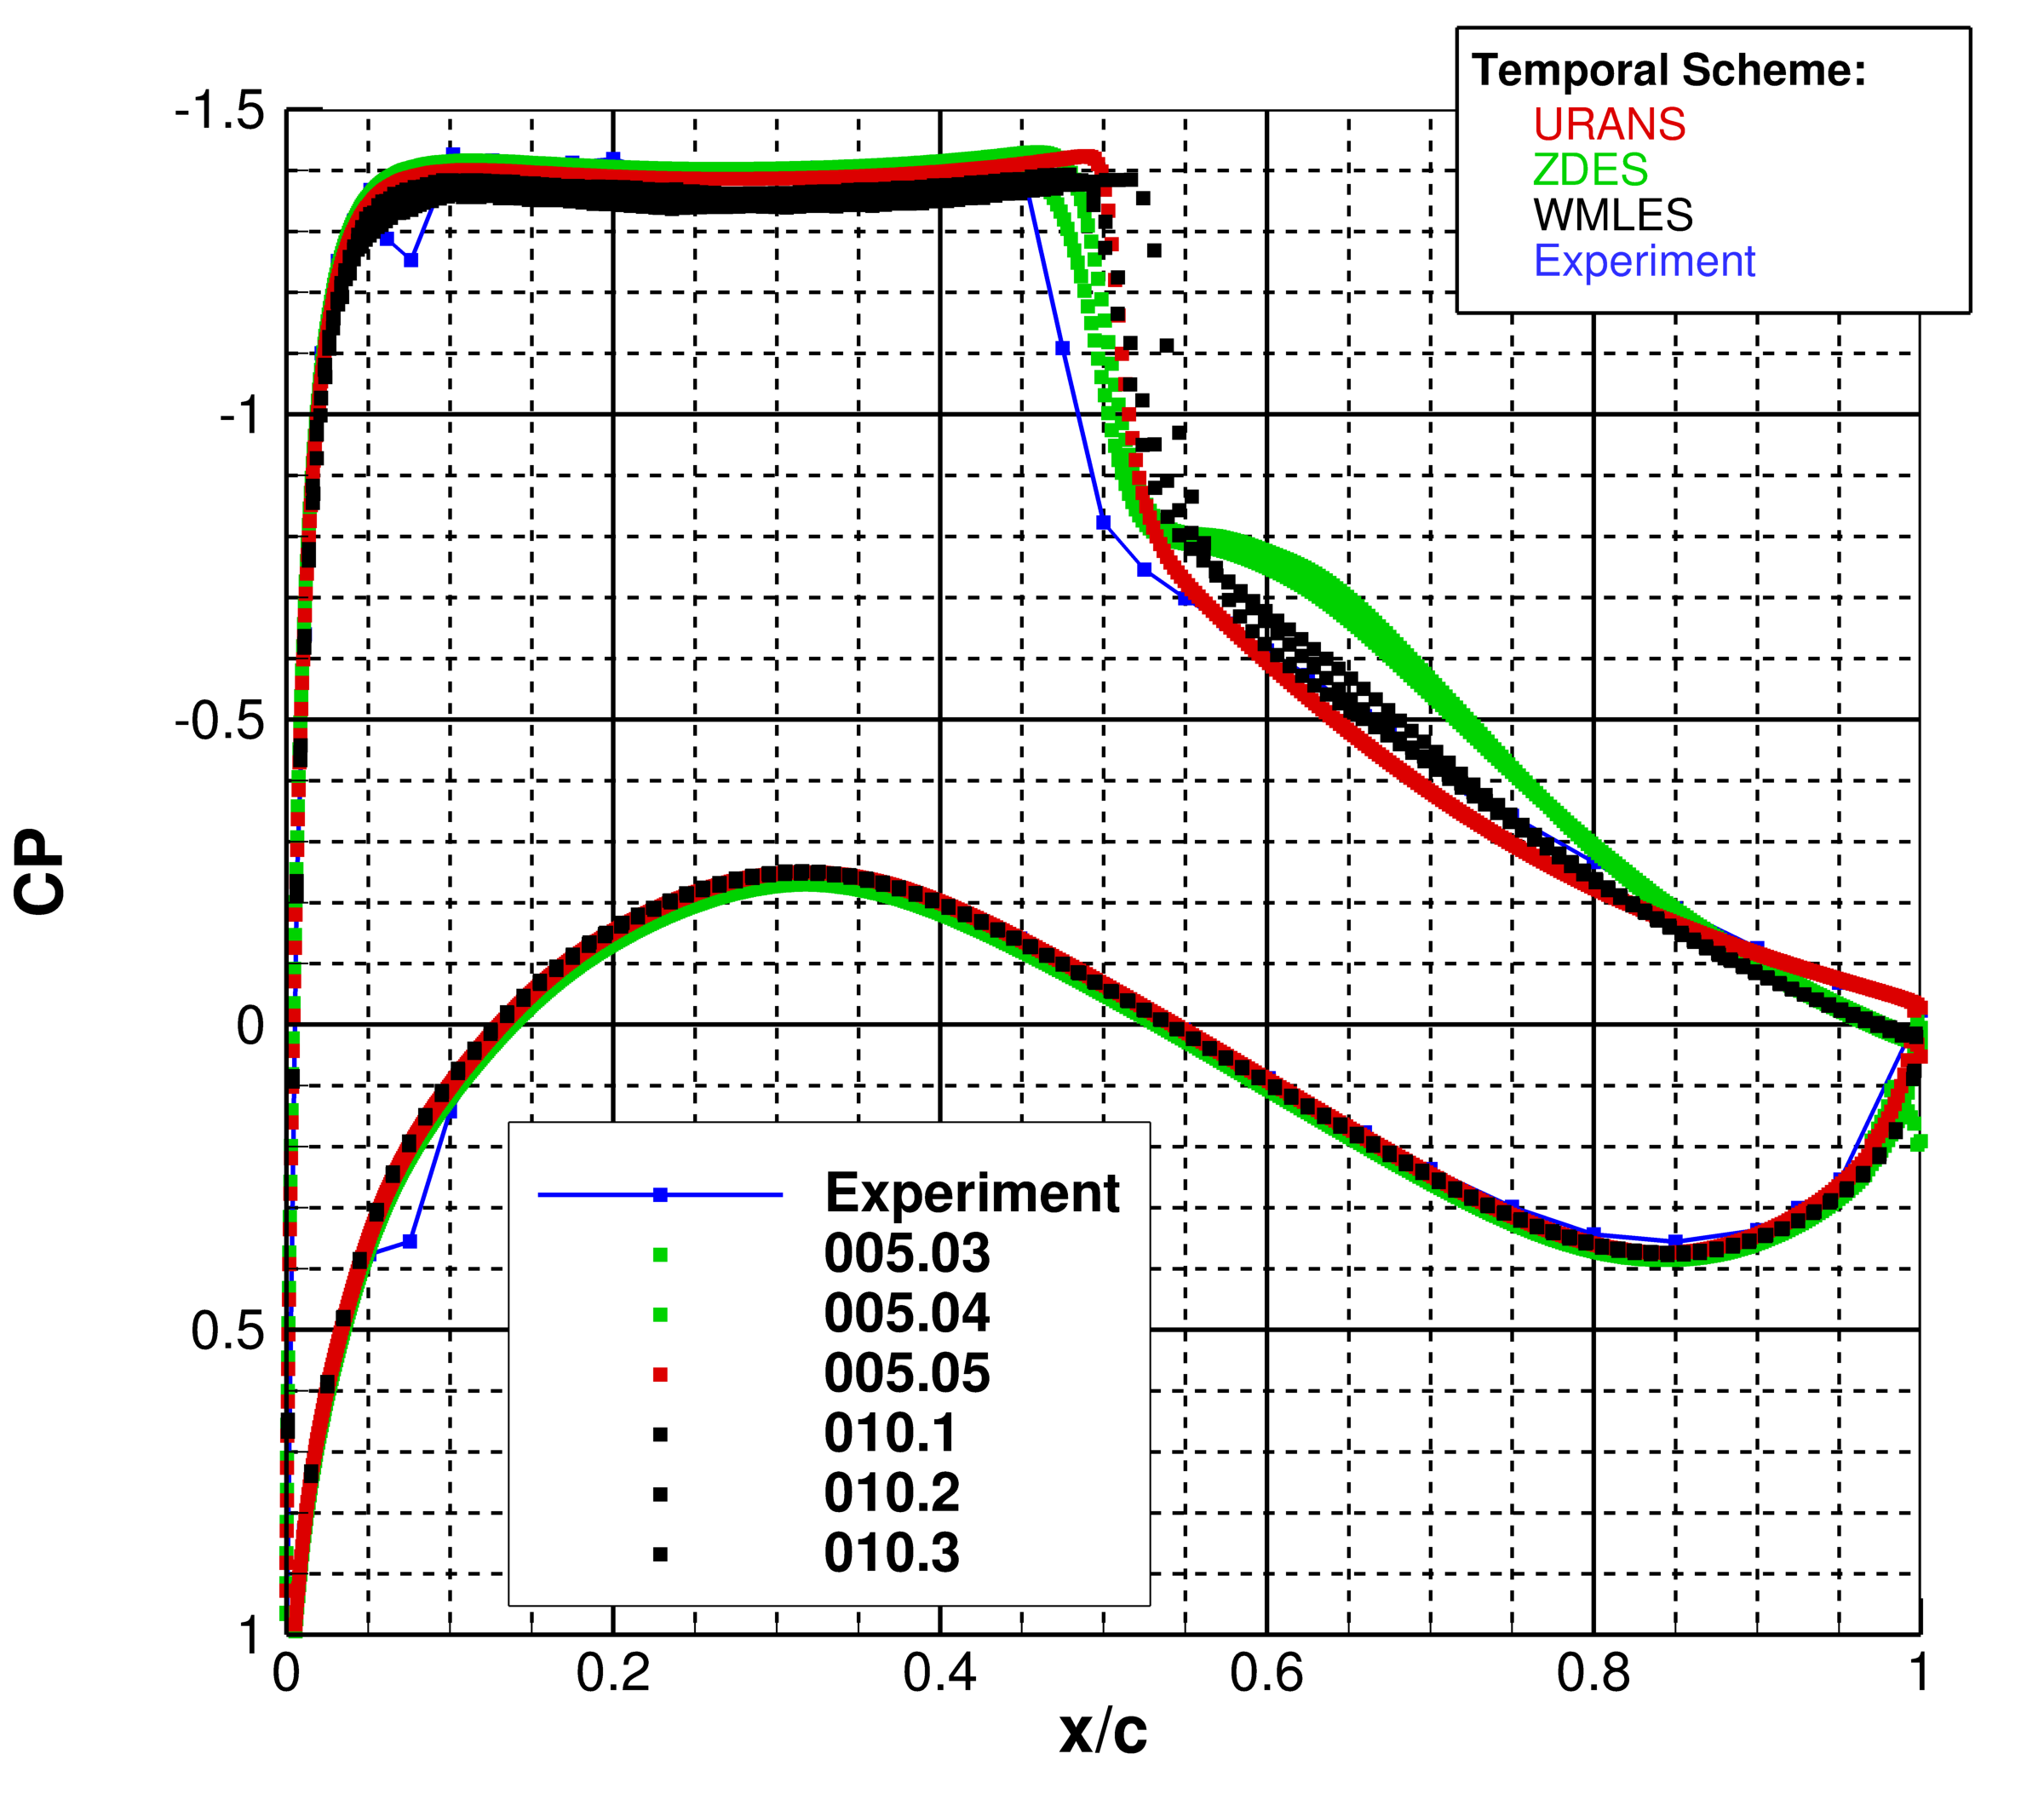 Temporal Scheme:
URANS
ZDES
WMLES
Experiment
-1.5
-1
-0.5
0
0.5
1
CP
Experiment
005.03
005.04
005.05
010.1
010.2
010.3
0 0.2 0.4 0.6 0.8 1
x/c